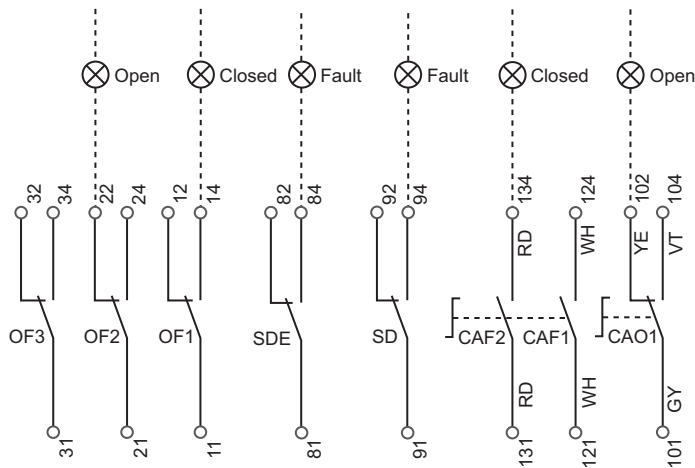 Open
Closed
Fault
Fault
Closed
Open
32
34
22
24
12
14
82
84
92
94
134
124
102
104
RD
WH
YE
VT
OF3
OF2
OF1
SDE
SD
CAF2
CAF1
CAO1
RD
WH
GY
31
21
11
81
91
131
121
101